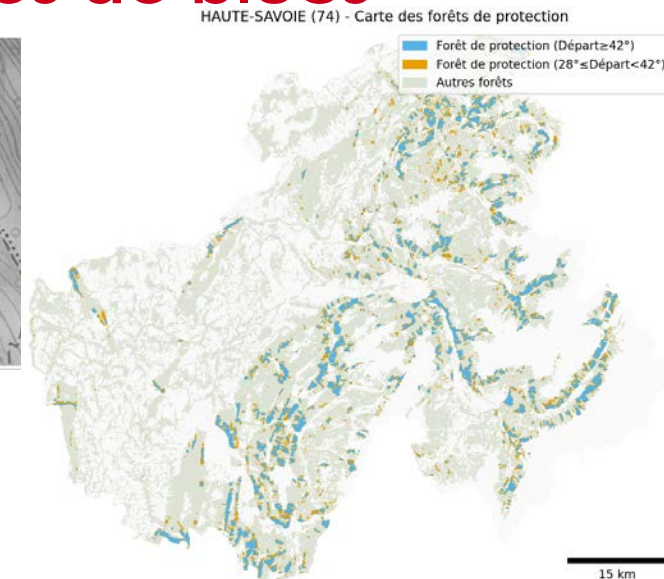 HAUTE-SAVOIE (74) - Carte des forêts de protection
Forêt de protection (Départ≥42°)
Forêt de protection (28°≤Départ<42°)
Autres forêts
15 km